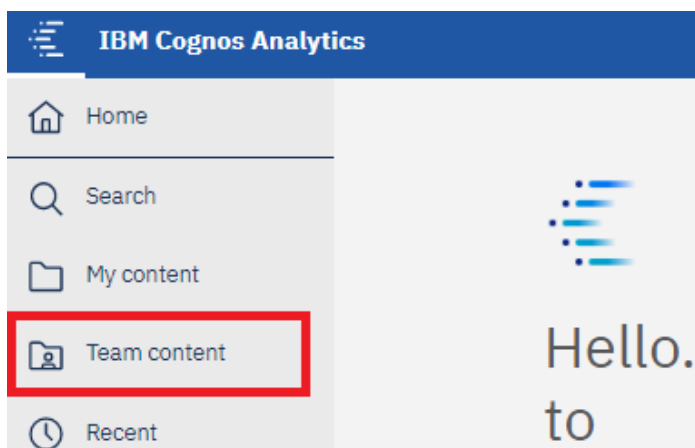 IBM Cognos Analytics
Home
Search
My content
Team content
Recent
Hello.
to